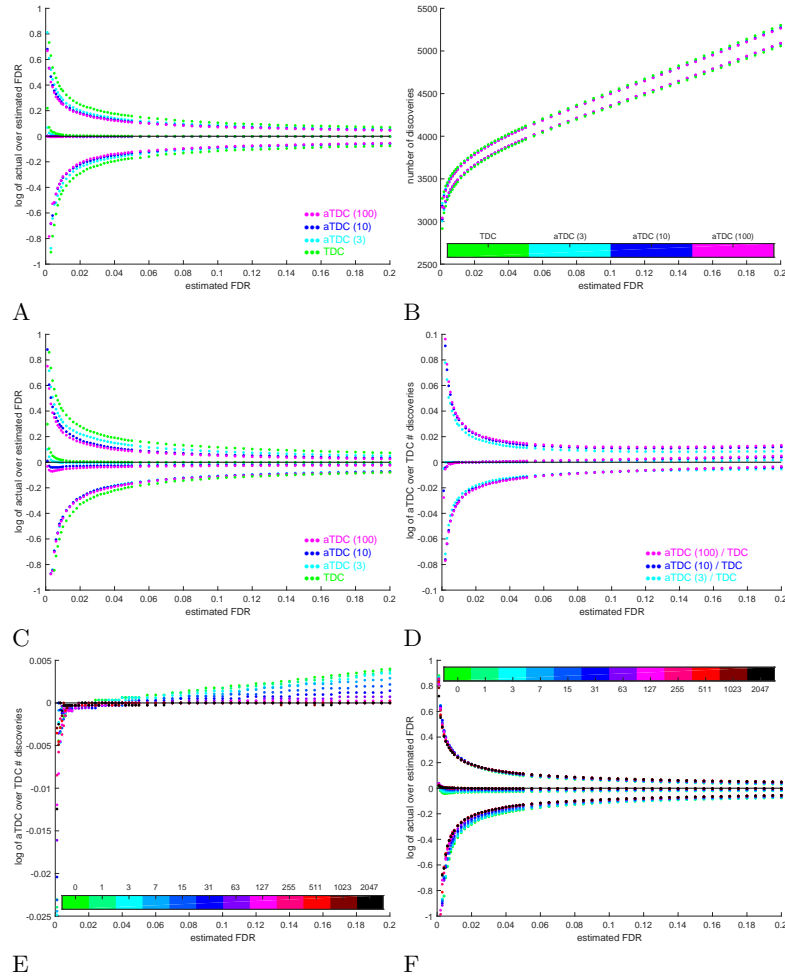 1
0.8
0.6
0.4
0.2
0
-0.2
-0.4
-0.6
-0.8
-1
log of actual over estimated FDR
0 0.02 0.04 0.06 0.08 0.1 0.12 0.14 0.16 0.18 0.2
estimated FDR
aTDC (100)
aTDC (10)
aTDC (3)
TDC
A
5500
5000
4500
4000
3500
3000
2500
number of discoveries
TDC aTDC (3) aTDC (10) aTDC (100)
0 0.02 0.04 0.06 0.08 0.1 0.12 0.14 0.16 0.18 0.2
estimated FDR
B
1
0.8
0.6
0.4
0.2
0
-0.2
-0.4
-0.6
-0.8
-1
log of actual over estimated FDR
aTDC (100)
aTDC (10)
aTDC (3)
TDC
0 0.02 0.04 0.06 0.08 0.1 0.12 0.14 0.16 0.18 0.2
estimated FDR
C
0.1
0.08
0.06
0.04
0.02
0
-0.02
-0.04
-0.06
-0.08
-0.1
log of aTDC over TDC # discoveries
aTDC (100) / TDC
aTDC (10) / TDC
aTDC (3) / TDC
0 0.02 0.04 0.06 0.08 0.1 0.12 0.14 0.16 0.18 0.2
estimated FDR
D
0.005
0
-0.005
-0.01
-0.015
-0.02
-0.025
log of aTDC over TDC # discoveries
0 1 3 7 15 31 63 127 255 511 1023 2047
0 0.02 0.04 0.06 0.08 0.1 0.12 0.14 0.16 0.18 0.2
estimated FDR
E
1
0.8
0.6
0.4
0.2
0
-0.2
-0.4
-0.6
-0.8
-1
log of actual over estimated FDR
0 1 3 7 15 31 63 127 255 511 1023 2047
0 0.02 0.04 0.06 0.08 0.1 0.12 0.14 0.16 0.18 0.2
estimated FDR
F